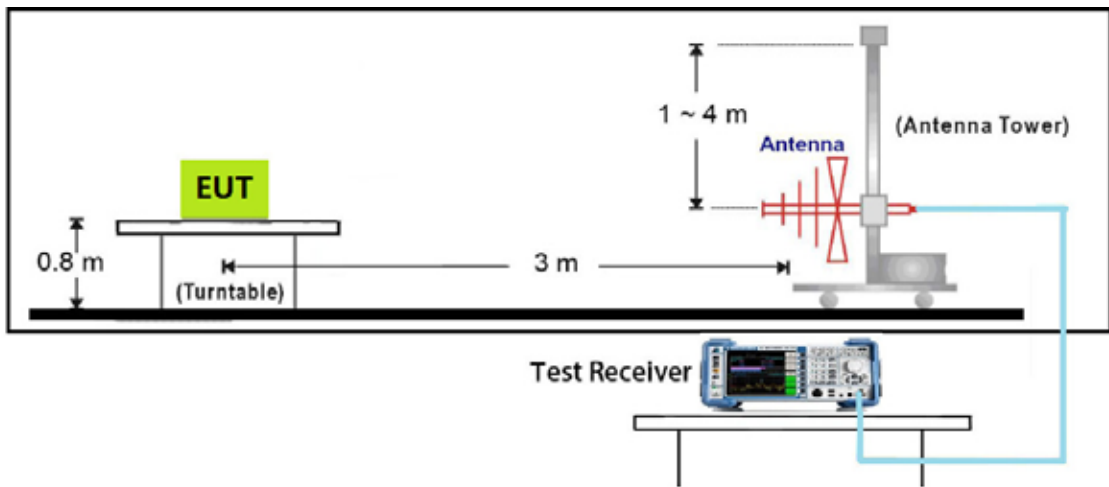 1 ~ 4 m
(Antenna Tower)
Antenna
EUT
0.8 m
3 m
(Turntable)
Test Receiver